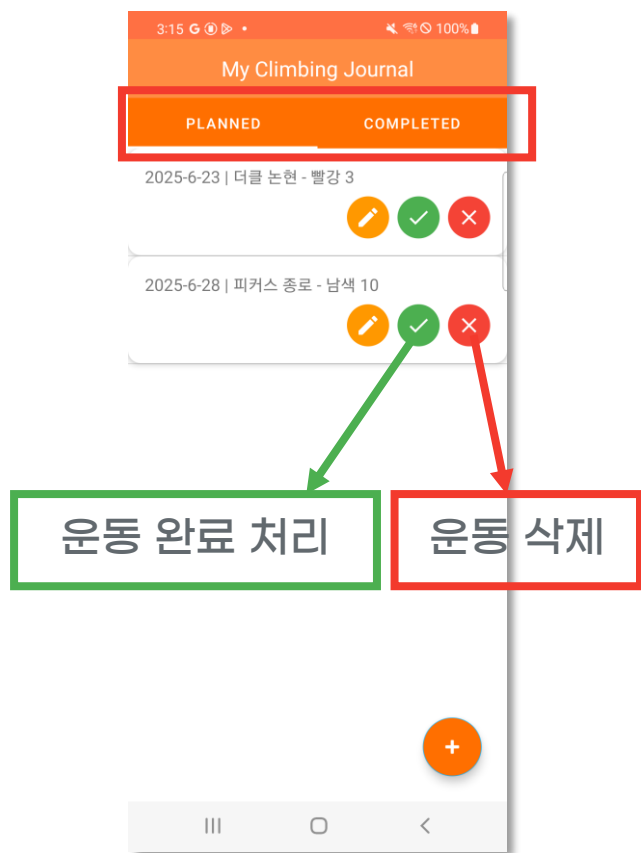 3:15 G
100%
My Climbing Journal
PLANNED COMPLETED
2025-6-23 | 더클 논현 - 빨강 3
2025-6-28 | 피커스 종로 - 남색 10
운동 완료 처리
운동 삭제
+